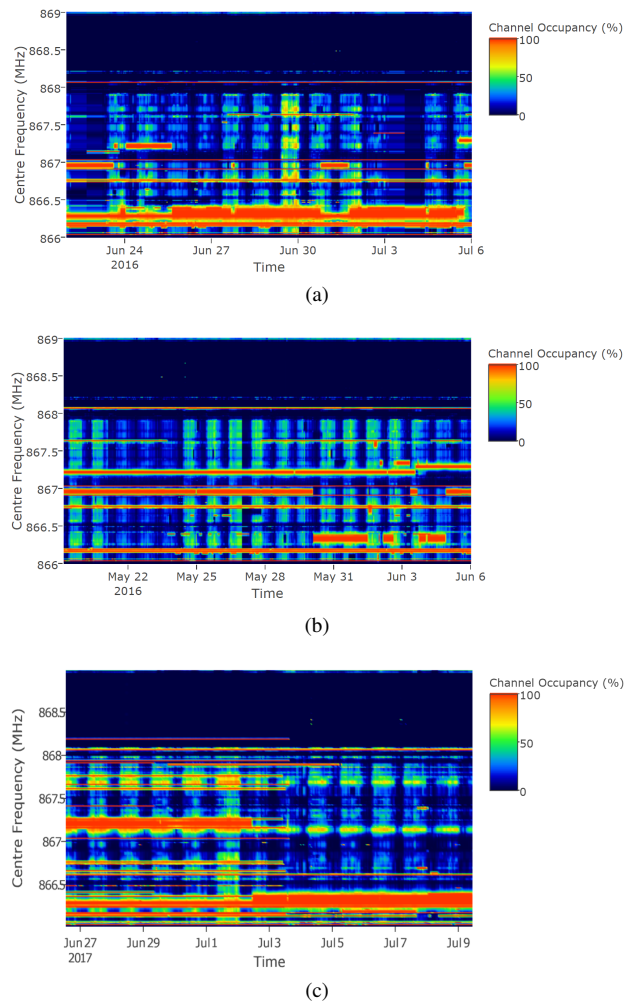 Channel Occupancy (%)
100
50
0
Centre Frequency (MHz)
869
868.5
868
867.5
867
866.5
866
Jun 24 Jun 27 Jun 30 Jul 3 Jul 6
2016
Time
(a)
Channel Occupancy (%)
100
50
0
Centre Frequency (MHz)
869
868.5
868
867.5
867
866.5
866
May 22 May 25 May 28 May 31 Jun 3 Jun 6
2016
Time
(b)
Channel Occupancy (%)
100
50
0
Centre Frequency (MHz)
868.5
868
867.5
867
866.5
Jun 27 Jun 29 Jul 1 Jul 3 Jul 5 Jul 7 Jul 9
2017
Time
(c)